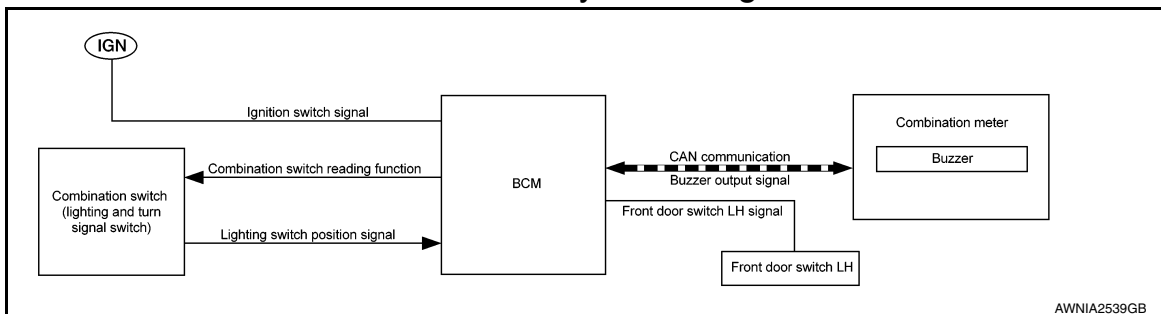 IGN
Ignition switch signal
Combination switch reading function
Combination switch
(lighting and turn
signal switch)
Lighting switch position signal
BCM
CAN communication
Buzzer output signal
Front door switch LH signal
Front door switch LH
Combination meter
Buzzer
AWNIA2539GB